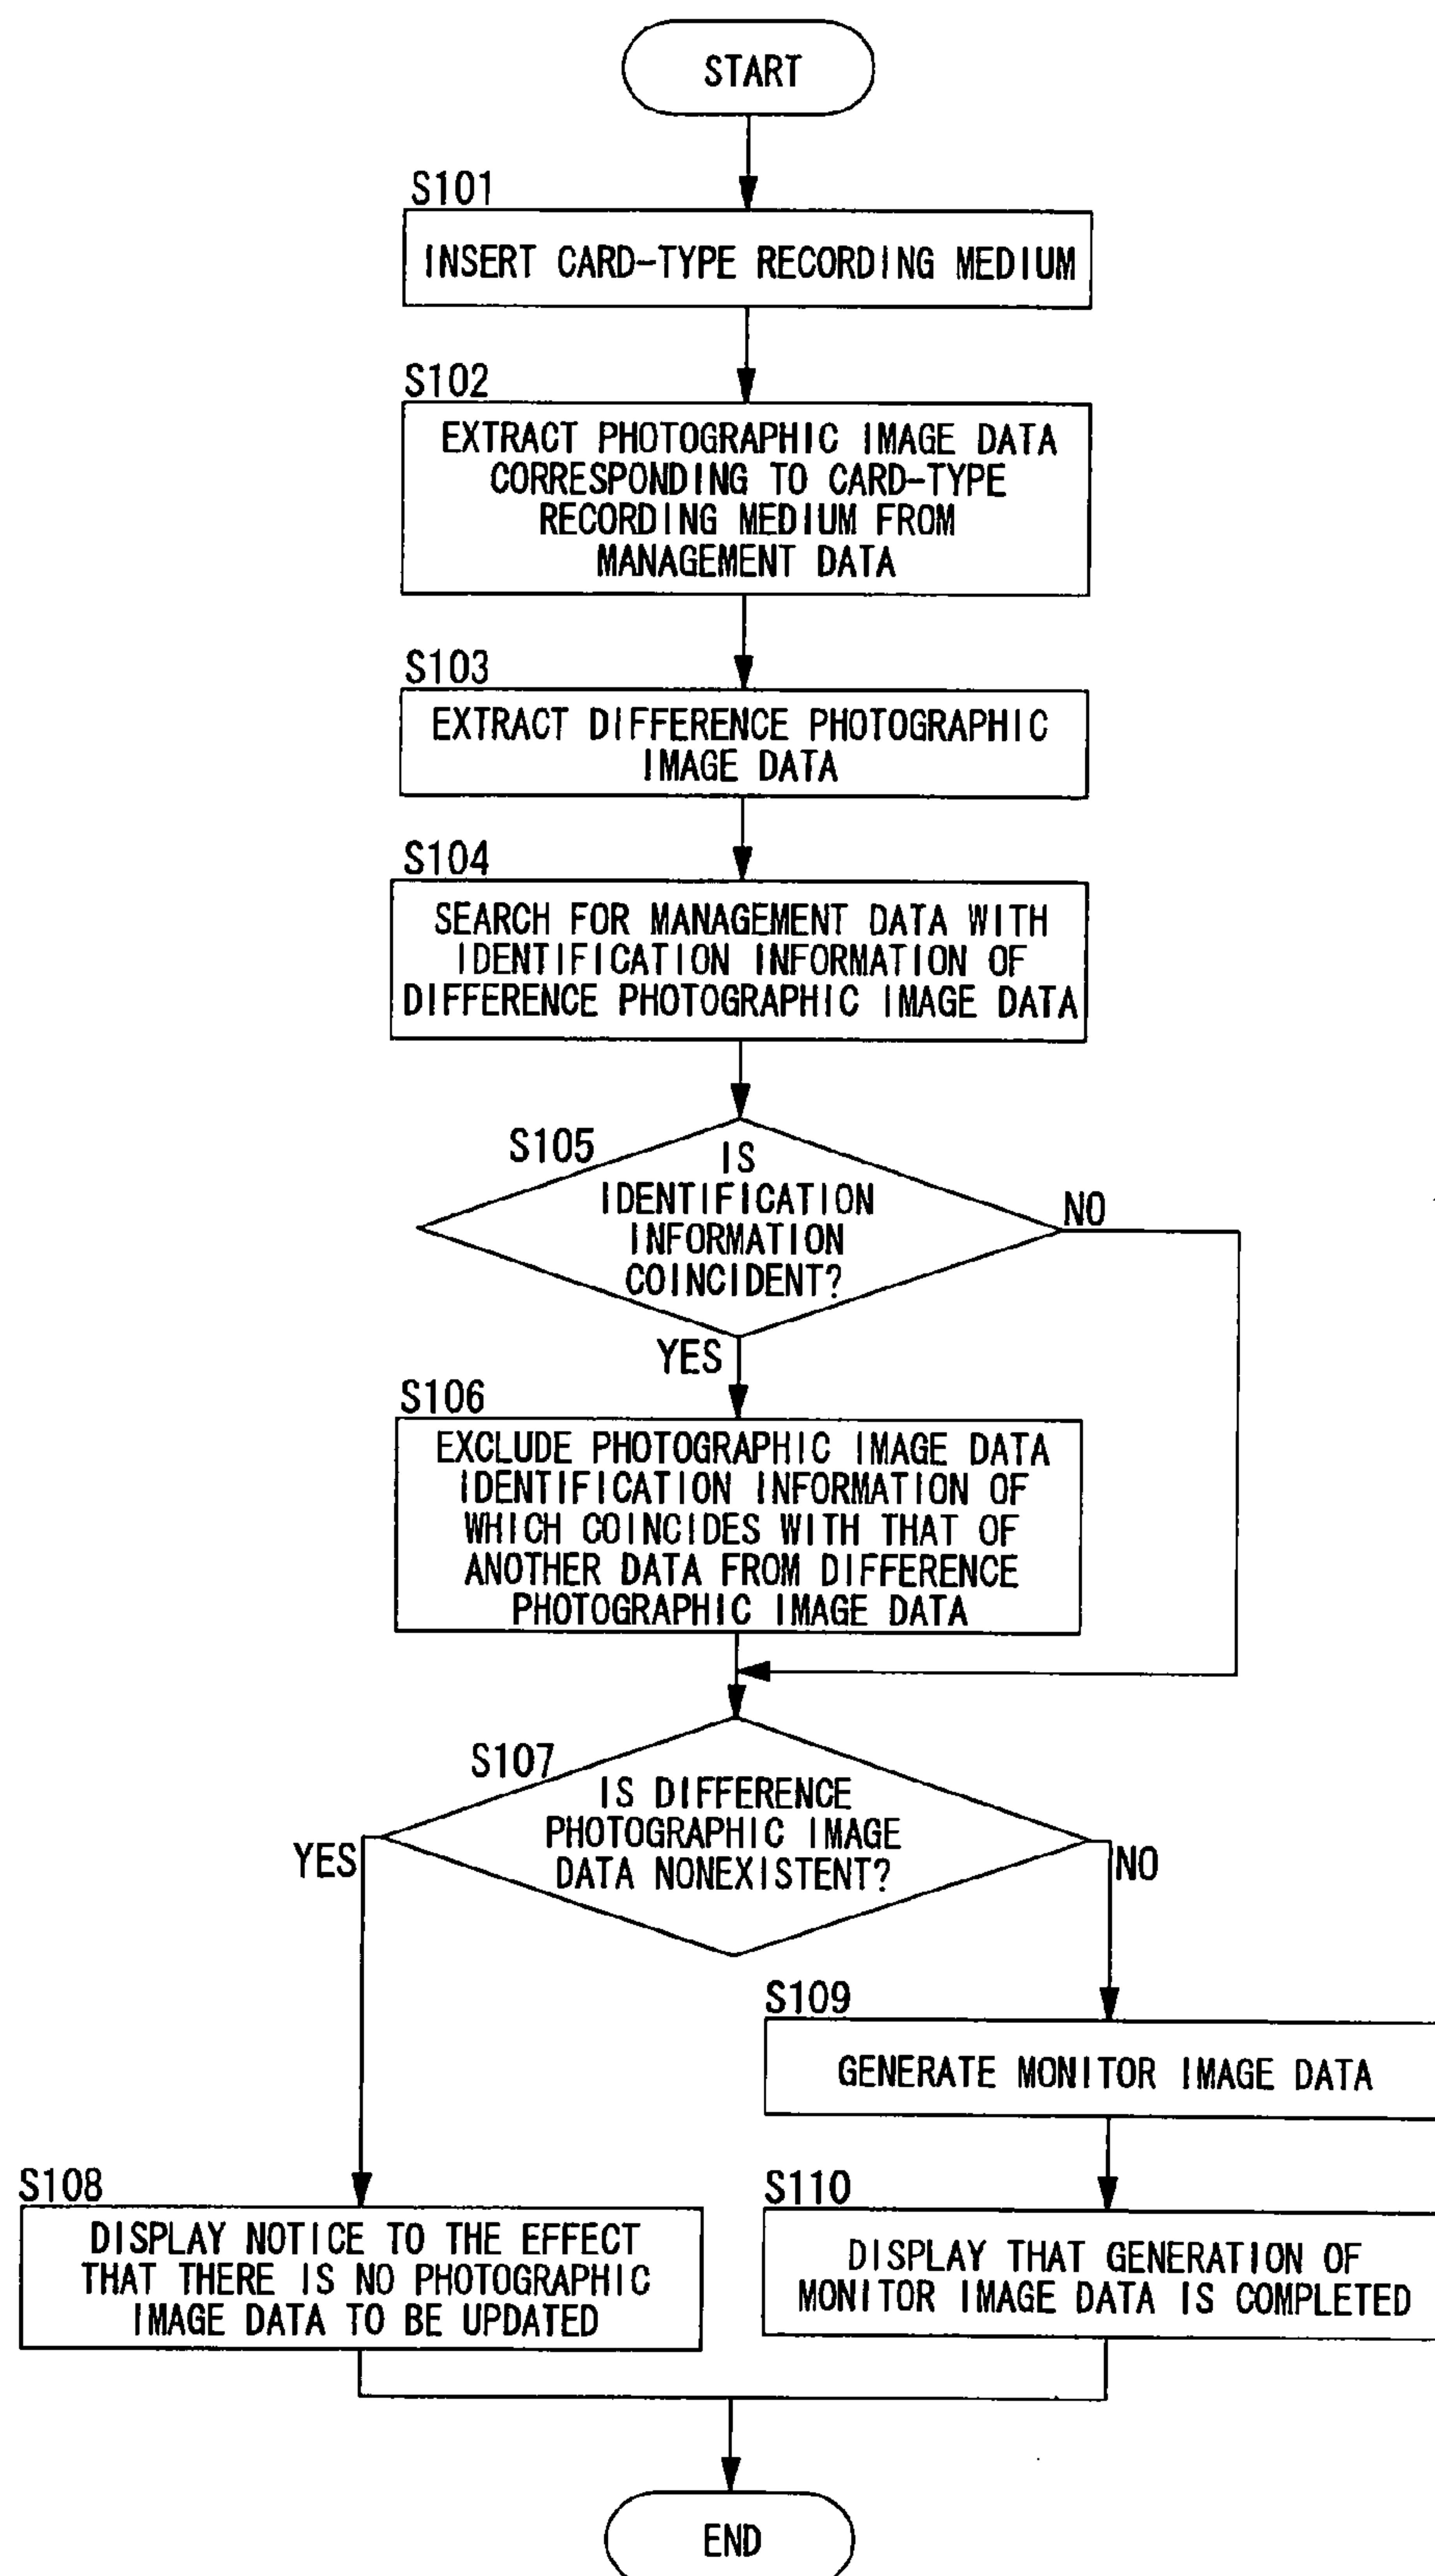 START
S101
INSERT CARD-TYPE RECORDING MEDIUM
S102
EXTRACT PHOTOGRAPHIC IMAGE DATA
CORRESPONDING TO CARD-TYPE
RECORDING MEDIUM FROM
MANAGEMENT DATA
S103
EXTRACT DIFFERENCE PHOTOGRAPHIC
IMAGE DATA
S104
SEARCH FOR MANAGEMENT DATA WITH
IDENTIFICATION INFORMATION OF
DIFFERENCE PHOTOGRAPHIC IMAGE DATA
S105
IS
IDENTIFICATION
INFORMATION
COINCIDENT?
NO
YES
S106
EXCLUDE PHOTOGRAPHIC IMAGE DATA
IDENTIFICATION INFORMATION OF
WHICH COINCIDES WITH THAT OF
ANOTHER DATA FROM DIFFERENCE
PHOTOGRAPHIC IMAGE DATA
S107
IS DIFFERENCE
PHOTOGRAPHIC IMAGE
DATA NONEXISTENT?
YES
NO
S109
GENERATE MONITOR IMAGE DATA
S108
DISPLAY NOTICE TO THE EFFECT
THAT THERE IS NO PHOTOGRAPHIC
IMAGE DATA TO BE UPDATED
S110
DISPLAY THAT GENERATION OF
MONITOR IMAGE DATA IS COMPLETED
END